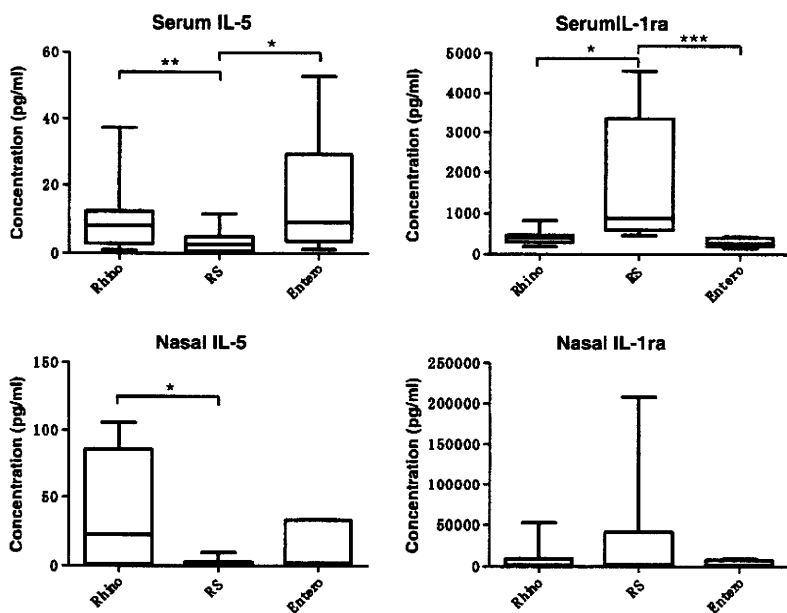 Serum IL-5
Concentration (pg/ml)
60
40
20
0
**
*
Rhino
RS
Entero
SerumIL-1ra
Concentration (pg/ml)
5000
4000
3000
2000
1000
0
*
***
Rhino
RS
Entero
Nasal IL-5
Concentration (pg/ml)
150
100
50
0
*
Rhino
RS
Entero
Nasal IL-1ra
Concentration (pg/ml)
250000
200000
150000
100000
50000
0
Rhino
RS
Entero